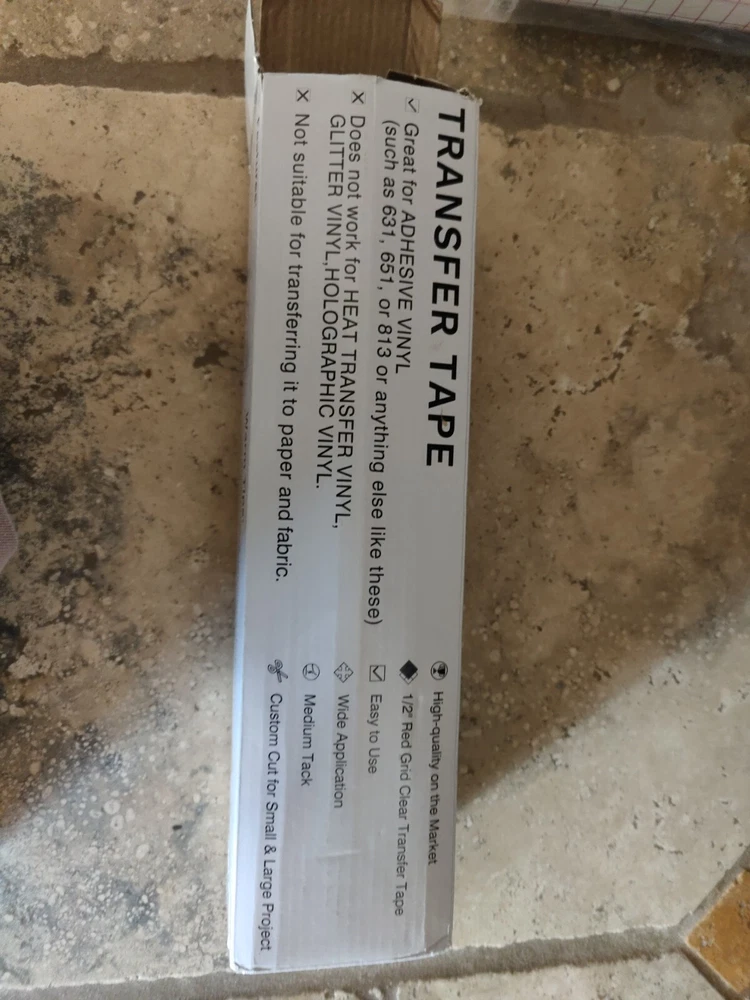 TRANSFER TAPE
Great for ADHESIVE VINYL
(such as 631, 651, or 813 or anything else like these)
Does not work for HEAT TRANSFER VINYL,
GLITTER VINYL,HOLOGRAPHIC VINYL.
Not suitable for transferring it to paper and fabric.
High-quality on the Market
1/2" Red Grid Clear Transfer Tape
Easy to Use
Wide Application
Medium Tack
Custom Cut for Small & Large Project